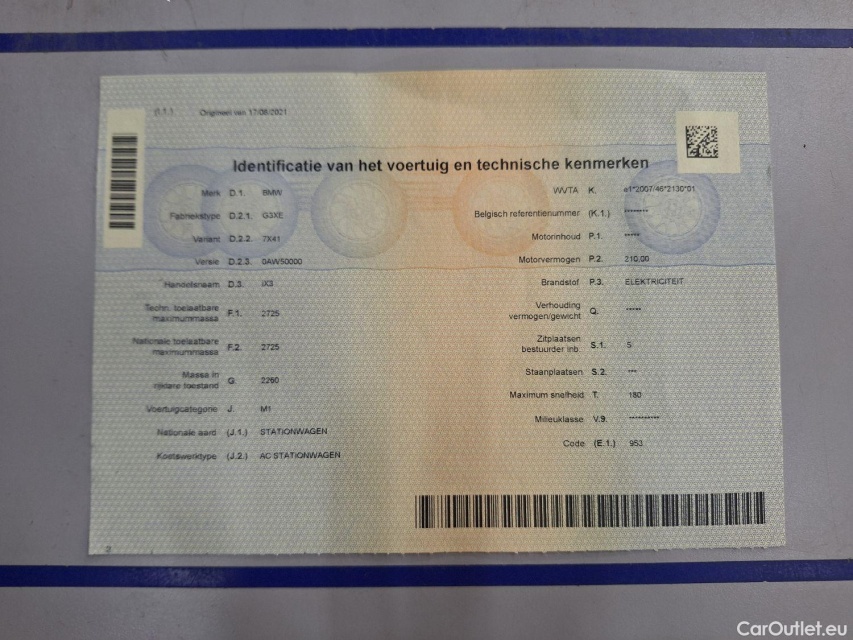 (I.1.) Origineel van 17/08/2021
Identificatie van het voertuig en technische kenmerken
Merk D.1. BMW
Fabriekstype D.2.1. G3XE
Variant D.2.2. 7X41
Versie D.2.3. 0AW50000
Handelsnaam D.3. IX3
Techn. toelaatbare
maximummassa F.1. 2725
Nationale toelaatbare
maximummassa F.2. 2725
Massa in
rijklare toestand G. 2260
Voertuigcategorie J. M1
Nationale aard (J.1.) STATIONWAGEN
Koetswerktype (J.2.) AC STATIONWAGEN
WVTA K. e1*2007/46*2130*01
Belgisch referentienummer (K.1.) ********
Motorinhoud P.1. *****
Motorvermogen P.2. 210,00
Brandstof P.3. ELEKTRICITEIT
Verhouding
vermogen/gewicht Q. *****
Zitplaatsen
bestuurder inb. S.1. 5
Staanplaatsen S.2. ***
Maximum snelheid T. 180
Milieuklasse V.9. **********
Code (E.1.) 953
2
CarOutlet.eu